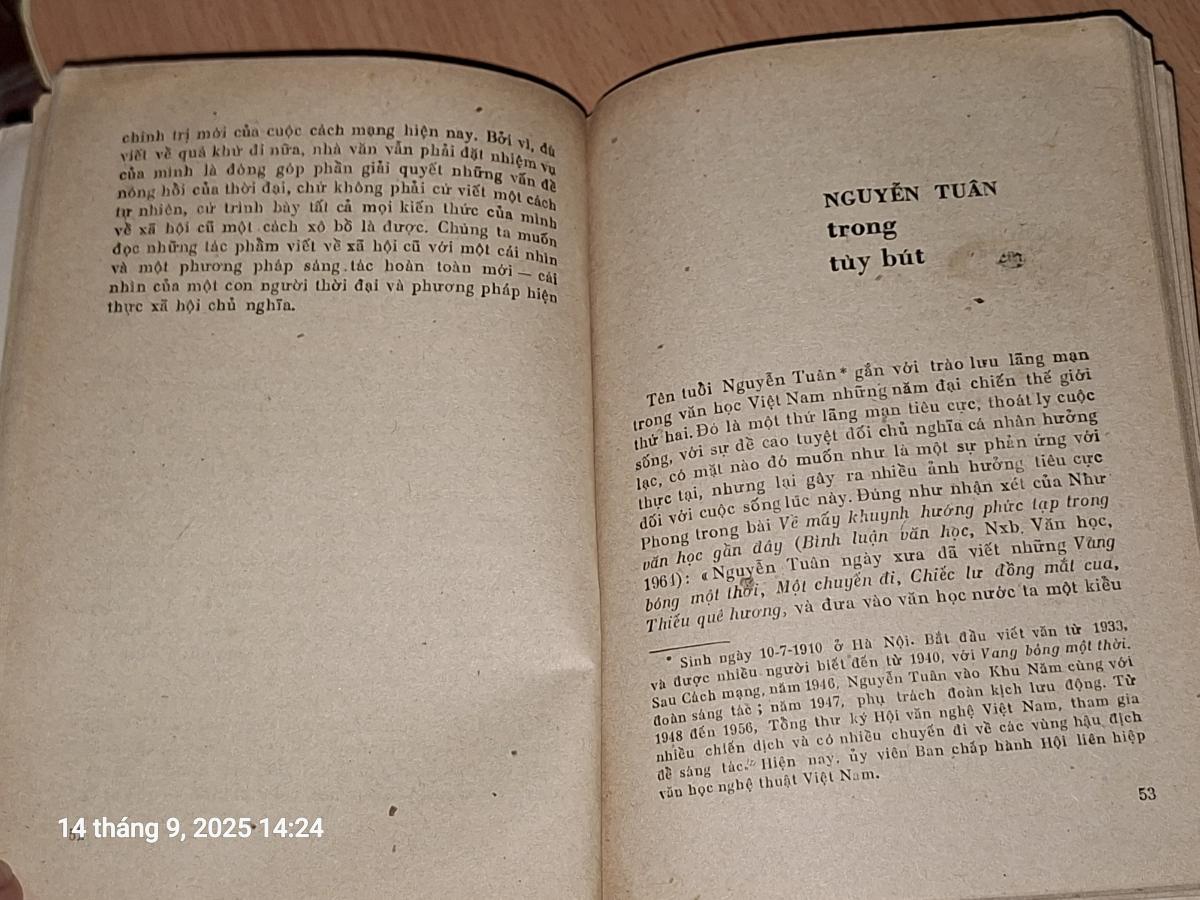 chính trị mới của cuộc cách mạng hiện nay. Bởi vì, dù
viết về quá khứ đi nữa, nhà văn vẫn phải đặt nhiệm vụ
của mình là đóng góp phần giải quyết những vấn đề
nóng hổi của thời đại, chứ không phải cứ viết một cách
tự nhiên, cứ trình bày tất cả mọi kiến thức của mình
về xã hội cũ một cách xô bồ là được. Chúng ta muốn
đọc những tác phẩm viết về xã hội cũ với một cái nhìn
và một phương pháp sáng tác hoàn toàn mới — cái
nhìn của một con người thời đại và phương pháp hiện
thực xã hội chủ nghĩa.
NGUYỄN TUÂN
trong
tùy bút
Tên tuổi Nguyễn Tuân* gắn với trào lưu lãng mạn
trong văn học Việt Nam những năm đại chiến thế giới
thứ hai. Đó là một thứ lãng mạn tiêu cực, thoát ly cuộc
sống, với sự đề cao tuyệt đối chủ nghĩa cá nhân hưởng
lạc, có mặt nào đó muốn như là một sự phản ứng với
thực tại, nhưng lại gây ra nhiều ảnh hưởng tiêu cực
đối với cuộc sống lúc này. Đúng như nhận xét của Như
Phong trong bài Về mấy khuynh hướng phức tạp trong
văn học gần đây (Bình luận văn học, Nxb. Văn học,
1964): «Nguyễn Tuân ngày xưa đã viết những Vang
bóng một thời, Một chuyến đi, Chiếc lư đồng mắt cua,
Thiếu quê hương, và đưa vào văn học nước ta một kiểu
* Sinh ngày 10-7-1910 ở Hà Nội. Bắt đầu viết văn từ 1933,
và được nhiều người biết đến từ 1940, với Vang bóng một thời.
Sau Cách mạng, năm 1946, Nguyễn Tuân vào Khu Năm cùng với
đoàn sáng tác ; năm 1947, phụ trách đoàn kịch lưu động. Từ
1948 đến 1956, Tổng thư ký Hội văn nghệ Việt Nam, tham gia
nhiều chiến dịch và có nhiều chuyến đi về các vùng hậu địch
để sáng tác. Hiện nay, ủy viên Ban chấp hành Hội liên hiệp
văn học nghệ thuật Việt Nam.
53
14 tháng 9, 2025 14:24